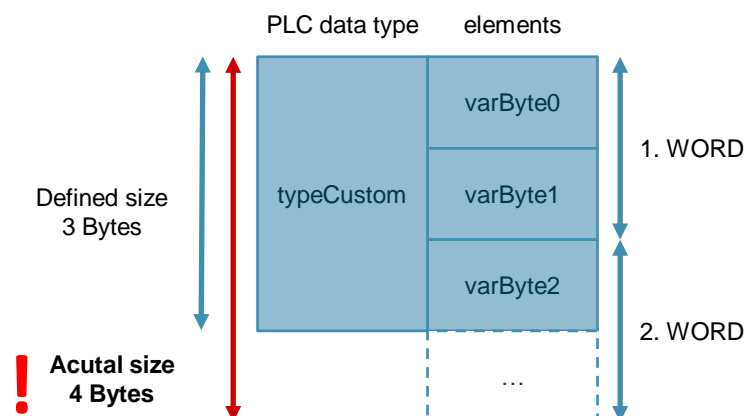 PLC data type elements
varByte0
1. WORD
typeCustom varByte1
Defined size
3 Bytes
varByte2
2. WORD
! Acutal size
4 Bytes
...